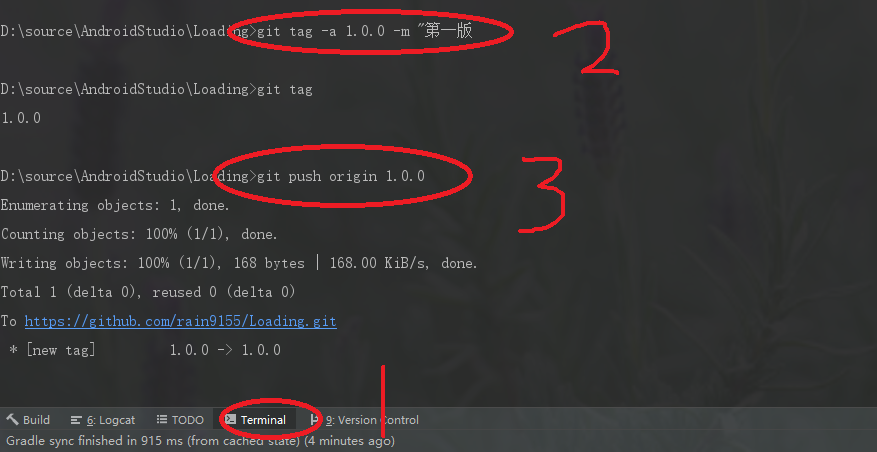 D:\source\AndroidStudio\Loading>git tag -a 1.0.0 -m "第一版
2
D:\source\AndroidStudio\Loading>git tag
1.0.0
D:\source\AndroidStudio\Loading>git push origin 1.0.0
3
Enumerating objects: 1, done.
Counting objects: 100% (1/1), done.
Writing objects: 100% (1/1), 168 bytes | 168.00 KiB/s, done.
Total 1 (delta 0), reused 0 (delta 0)
To https://github.com/rain9155/Loading.git
* [new tag] 1.0.0 -> 1.0.0
1
Build 6: Logcat TODO Terminal 9: Version Control
Gradle sync finished in 915 ms (from cached state) (4 minutes ago)